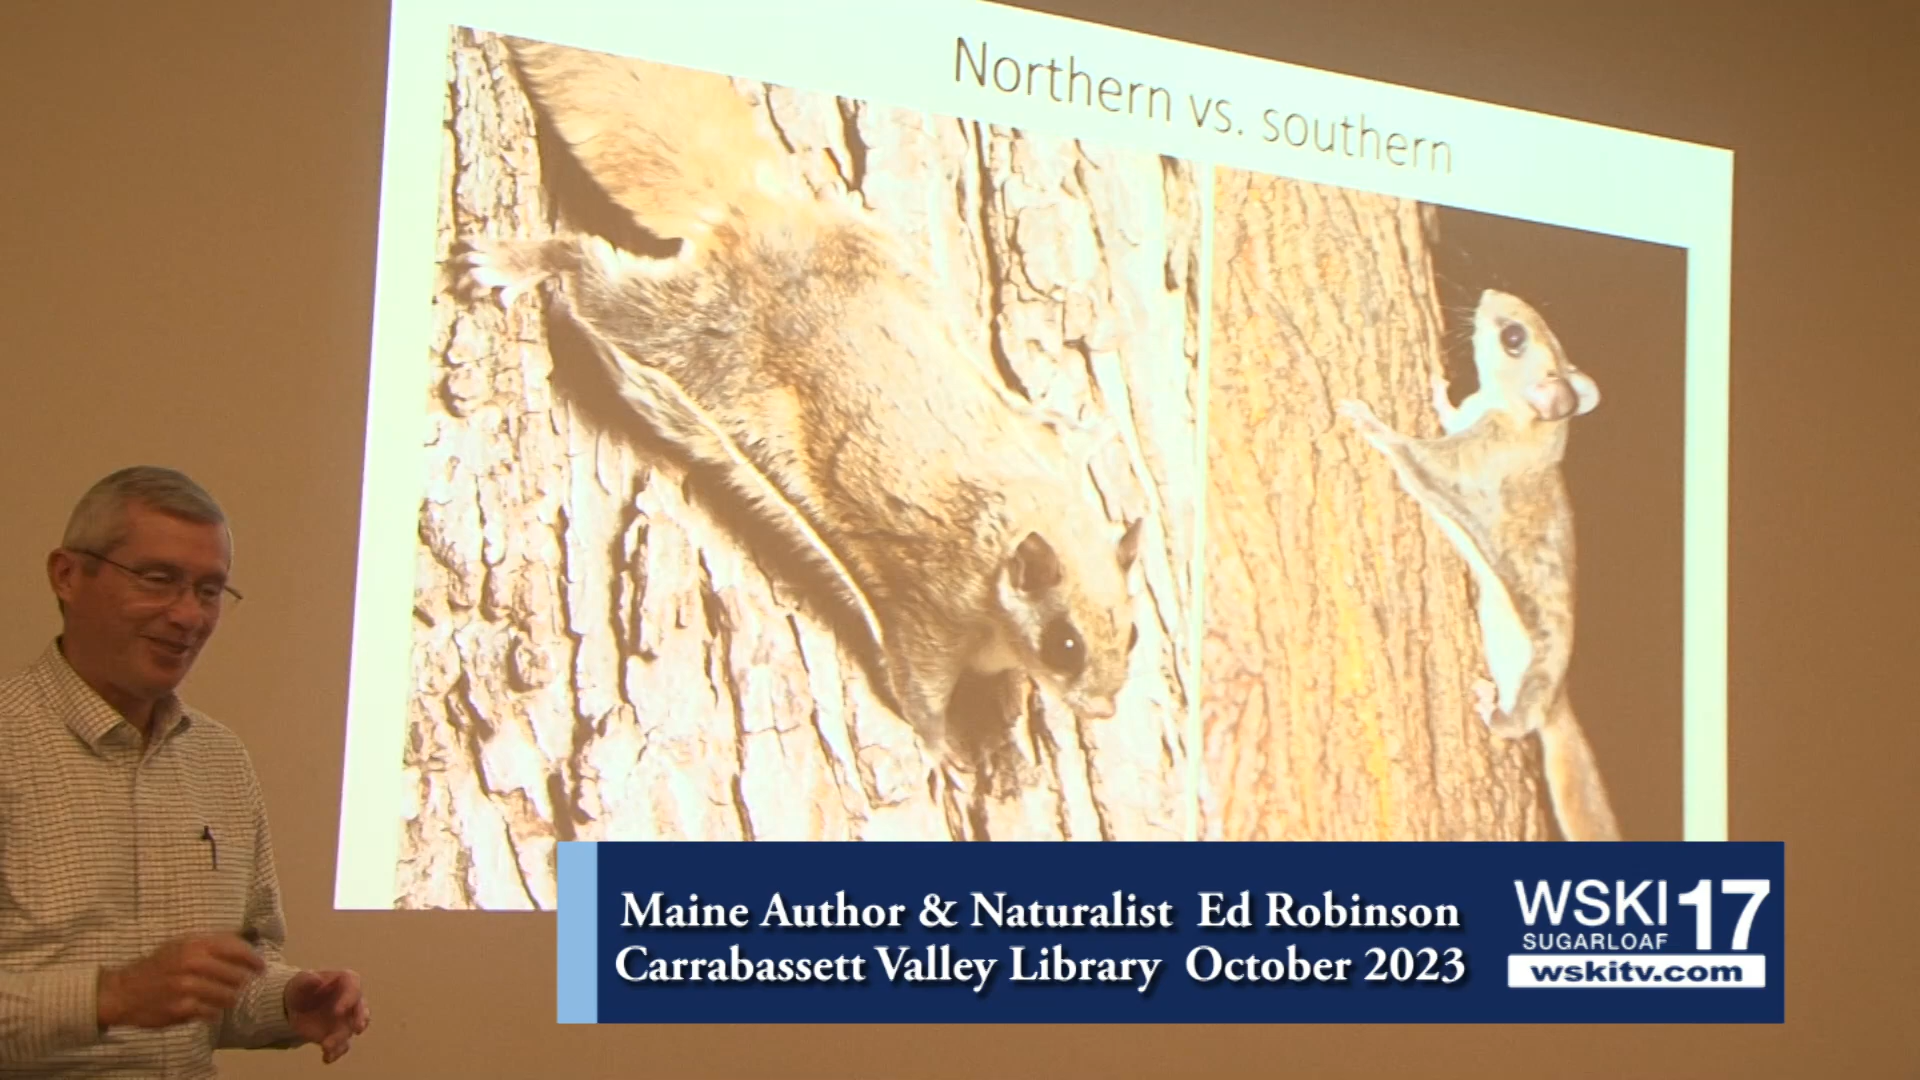 Northern vs. southern
Maine Author & Naturalist Ed Robinson
Carrabassett Valley Library October 2023
WSKI 17
SUGARLOAF
wskitv.com